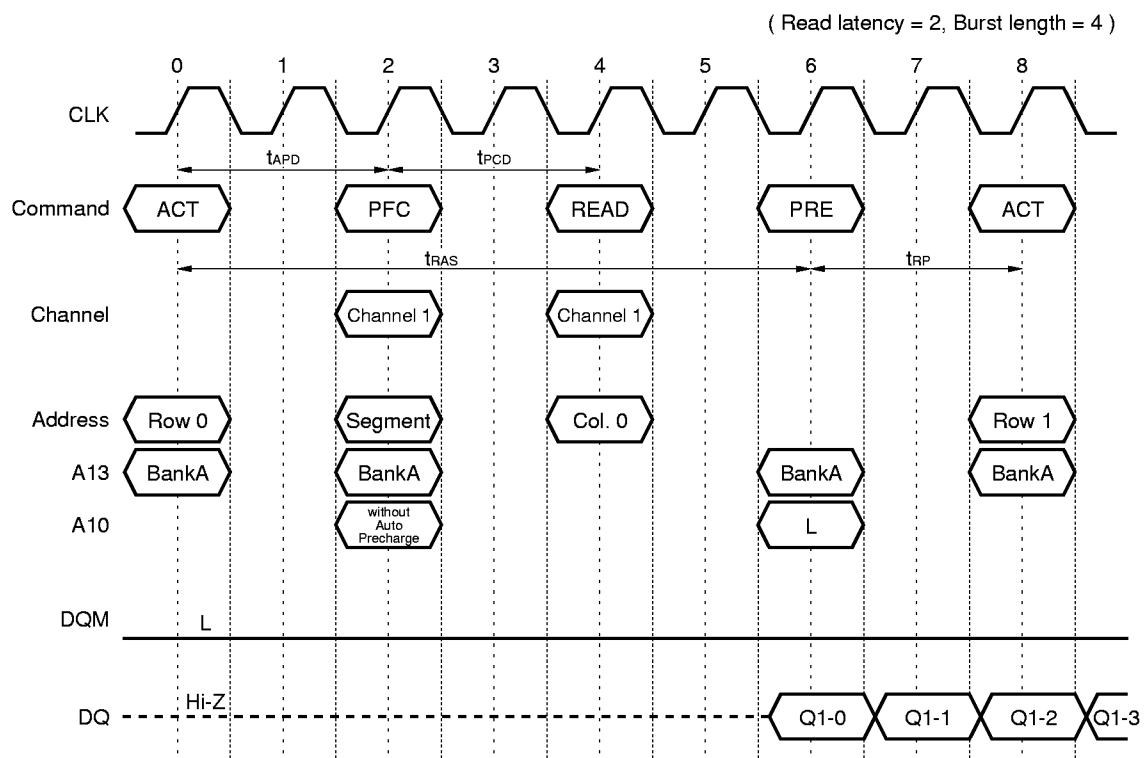 ( Read latency = 2, Burst length = 4 )
0 1 2 3 4 5 6 7 8
CLK
tAPD tPCD
Command ACT PFC READ PRE ACT
tRAS tRP
Channel Channel 1 Channel 1
Address Row 0 Segment Col. 0 Row 1
A13 BankA BankA BankA BankA
A10 without Auto Precharge L
DQM L
DQ Hi-Z Q1-0 Q1-1 Q1-2 Q1-3